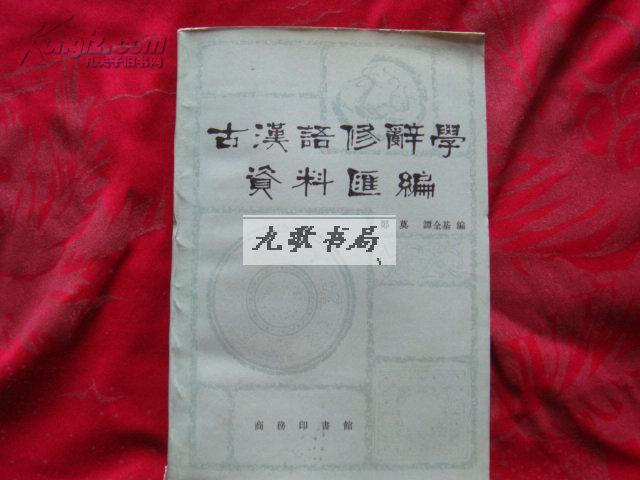 Kongfz.com
孔夫子旧书网
古漢語修辭學
資料匯編
鄭 奠 譚全基 編
九歌书局
商務印書館